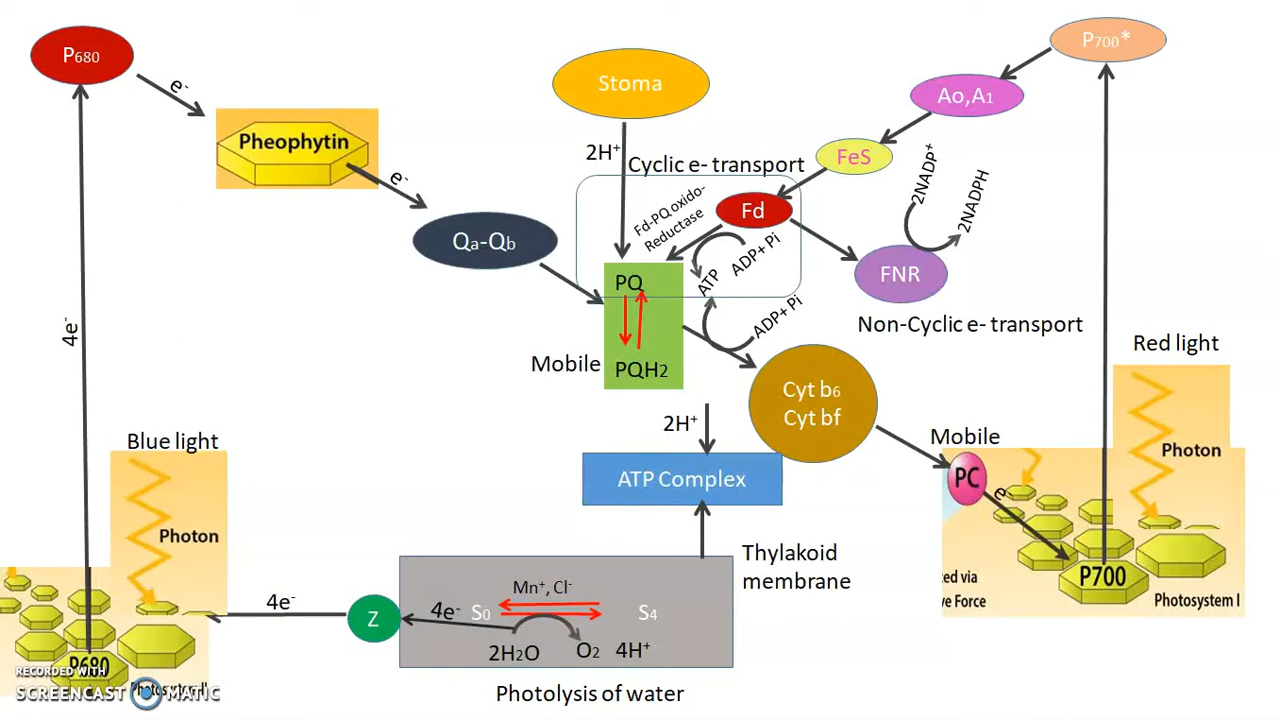 P680
e-
Pheophytin
e-
Qa-Qb
Stoma
2H+
Cyclic e- transport
Fd-PQ oxido-
Reductase
PQ
PQH2
Mobile
P700*
Ao,A1
FeS
Fd
ADP+ Pi
ATP
ADP+ Pi
2NADP+
2NADPH
FNR
Non-Cyclic e- transport
Cyt b6
Cyt bf
Mobile
PC
e-
Red light
Photon
P700
Photosystem I
ed via
e Force
2H+
ATP Complex
Thylakoid
membrane
Mn+, Cl-
S0
S4
4e-
2H2O
O2
4H+
Photolysis of water
Z
4e-
4e-
Blue light
Photon
P680
RECORDED WITH
SCREENCAST MATIC